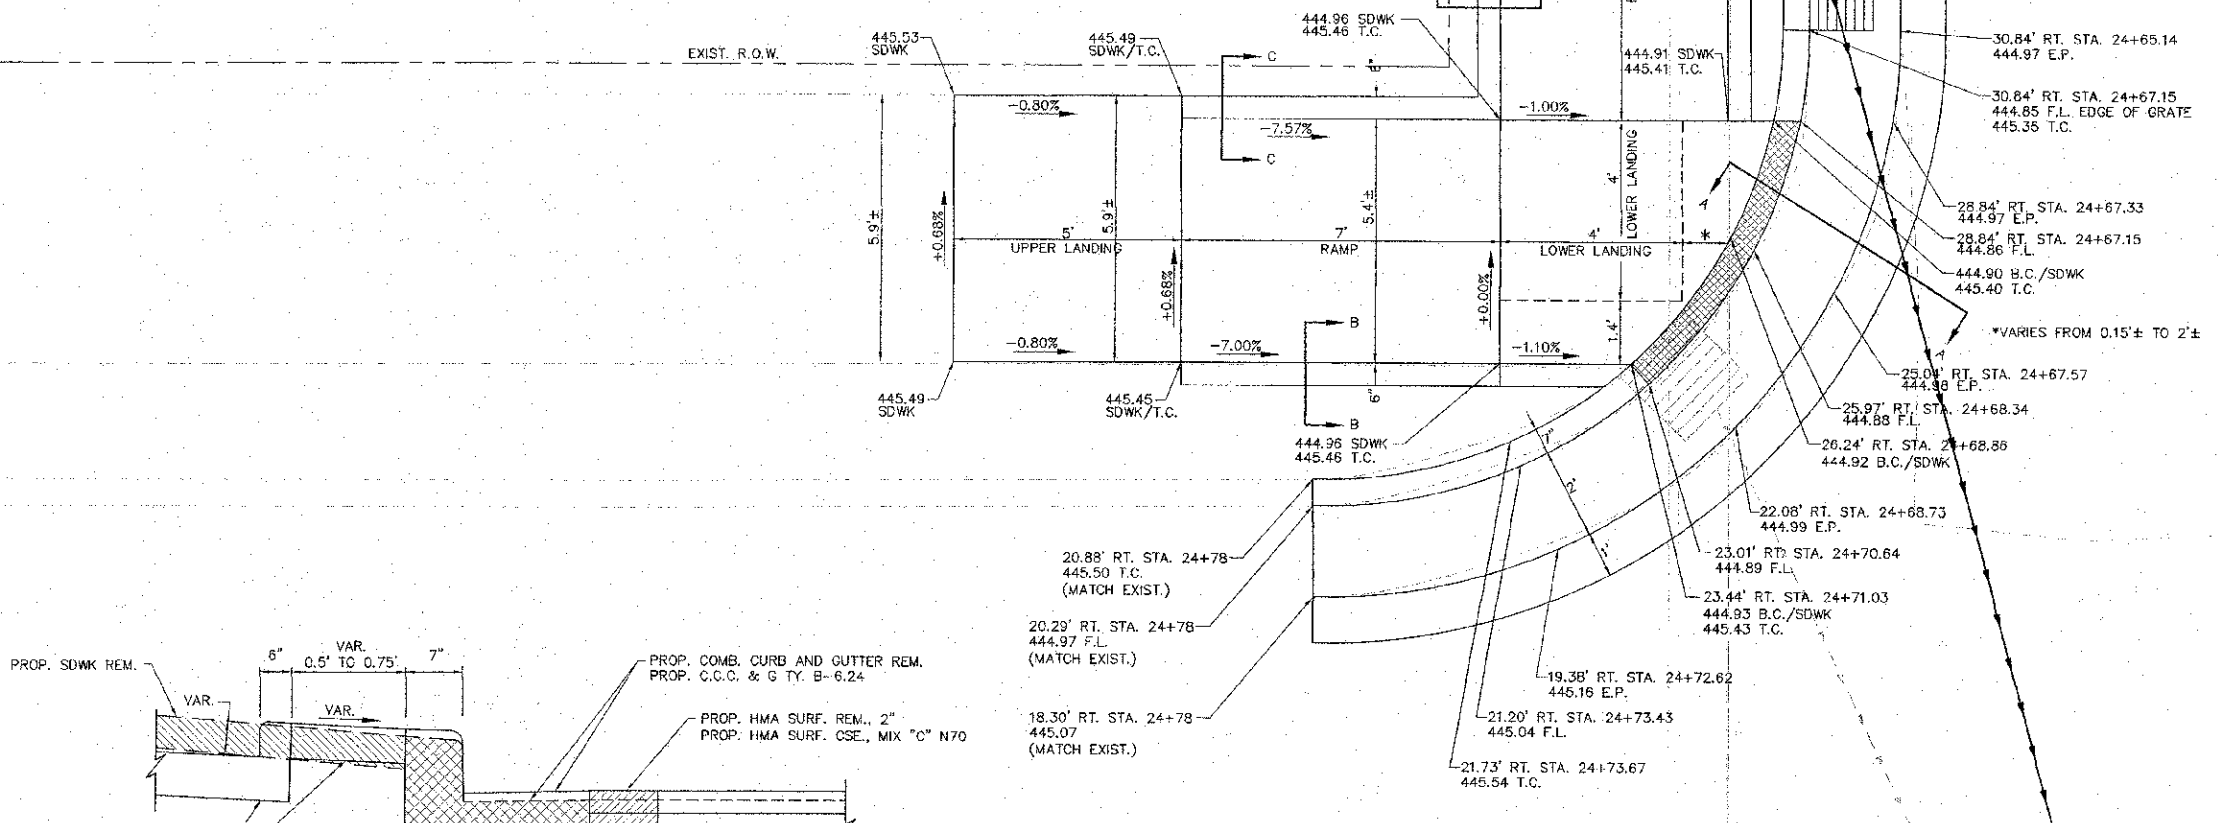 EXIST. R.O.W.
445.53
SDWK
445.49
SDWK/T.C.
444.96 SDWK
445.46 T.C.
444.91 SDWK
445.41 T.C.
30.84' RT. STA. 24+65.14
444.97 E.P.
30.84' RT. STA. 24+67.15
444.85 F.L. EDGE OF GRATE
445.35 T.C.
C
C
6"
-0.80%
-7.57%
-1.00%
5.9'±
+0.68%
5'
UPPER LANDING
5.9'±
+0.68%
7'
RAMP
5.4'±
+0.00%
4'
LOWER LANDING
4'
LOWER LANDING
1.4'
*
A
A
28.84' RT. STA. 24+67.33
444.97 E.P.
28.84' RT. STA. 24+67.15
444.86 F.L.
444.90 B.C./SDWK
445.40 T.C.
*VARIES FROM 0.15'± TO 2'±
-0.80%
-7.00%
-1.10%
B
B
6"
445.49
SDWK
445.45
SDWK/T.C.
444.96 SDWK
445.46 T.C.
25.04' RT. STA. 24+67.57
444.98 E.P.
25.97' RT. STA. 24+68.34
444.88 F.L.
26.24' RT. STA. 24+68.86
444.92 B.C./SDWK
7"
2'
1'
22.08' RT. STA. 24+68.73
444.99 E.P.
23.01' RT. STA. 24+70.64
444.89 F.L.
23.44' RT. STA. 24+71.03
444.93 B.C./SDWK
445.43 T.C.
20.88' RT. STA. 24+78
445.50 T.C.
(MATCH EXIST.)
20.29' RT. STA. 24+78
444.97 F.L.
(MATCH EXIST.)
18.30' RT. STA. 24+78
445.07
(MATCH EXIST.)
19.38' RT. STA. 24+72.62
445.16 E.P.
21.20' RT. STA. 24+73.43
445.04 F.L.
21.73' RT. STA. 24+73.67
445.54 T.C.
PROP. SDWK REM.
6"
VAR.
0.5' TO 0.75'
7"
VAR.
VAR.
PROP. COMB. CURB AND GUTTER REM.
PROP. C.C.C. & G TY. B-6.24
PROP. HMA SURF. REM., 2"
PROP. HMA SURF. CSE., MIX "C" N70